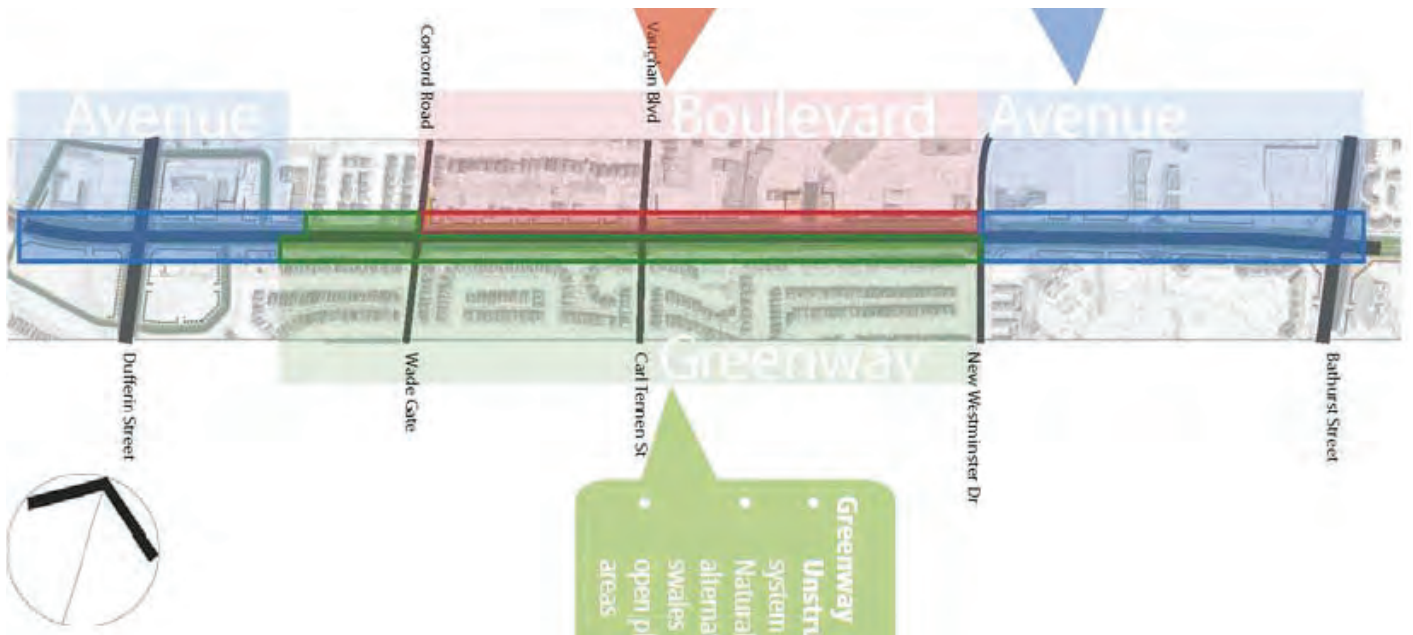 Concord Road
Vaughan Blvd
Avenue
Boulevard
Avenue
Greenway
Dufferin Street
Wade Gate
Carl Tennen St
New Westminster Dr
Bathurst Street
Greenway
Unstru
system
Natura
alterna
swales
open p
areas